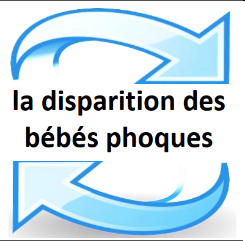 la disparition des
bébés phoques